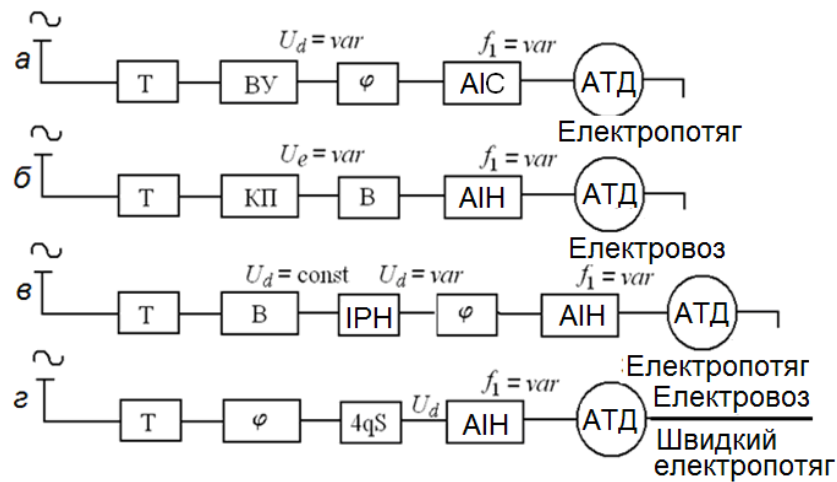 U_d = var f_1 = var
а Т ВУ φ АІС АТД
Електропотяг
U_e = var f_1 = var
б Т КП В АІН АТД
Електровоз
U_d = const U_d = var f_1 = var
в Т В ІРН φ АІН АТД
Електропотяг
f_1 = var Електровоз
г Т φ 4qS U_d АІН АТД
Швидкий
електропотяг